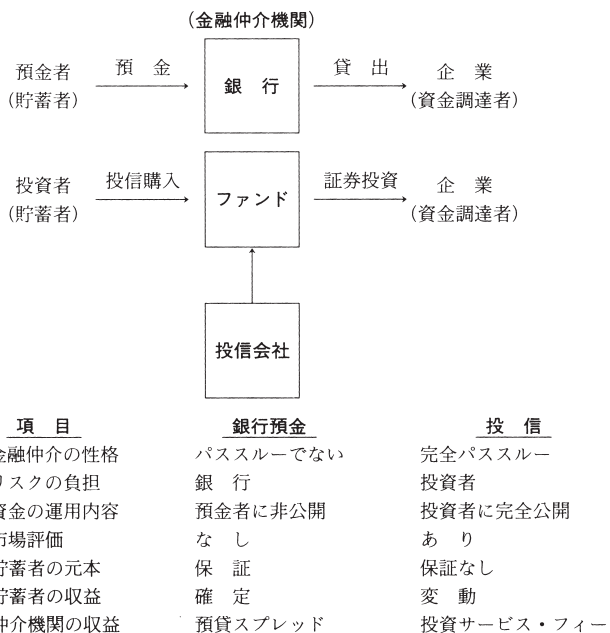 (金融仲介機関)
預金者 預　金 銀　行 貸　出 企　業
(貯蓄者) (資金調達者)
投資者 投信購入 ファンド 証券投資 企　業
(貯蓄者) (資金調達者)
投信会社
項　目 銀行預金 投　信
金融仲介の性格 パススルーでない 完全パススルー
リスクの負担 銀　行 投資者
資金の運用内容 預金者に非公開 投資者に完全公開
市場評価 な　し あ　り
貯蓄者の元本 保　証 保証なし
貯蓄者の収益 確　定 変　動
仲介機関の収益 預貸スプレッド 投資サービス・フィー